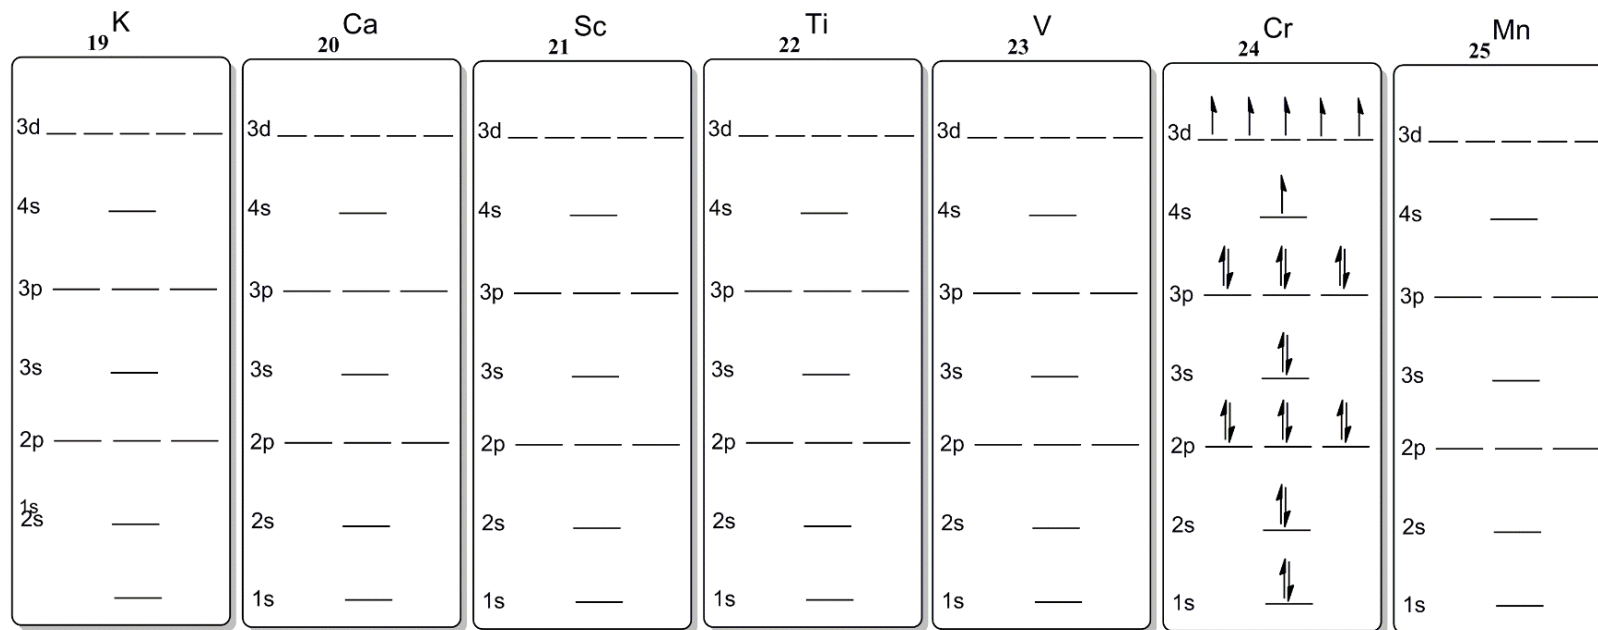 K Ca Sc Ti V Cr Mn
19 20 21 22 23 24 25
3d 3d 3d 3d 3d 3d 3d
4s 4s 4s 4s 4s 4s 4s
3p 3p 3p 3p 3p 3p 3p
3s 3s 3s 3s 3s 3s 3s
2p 2p 2p 2p 2p 2p 2p
1s
2s 2s 2s 2s 2s 2s 2s
1s 1s 1s 1s 1s 1s